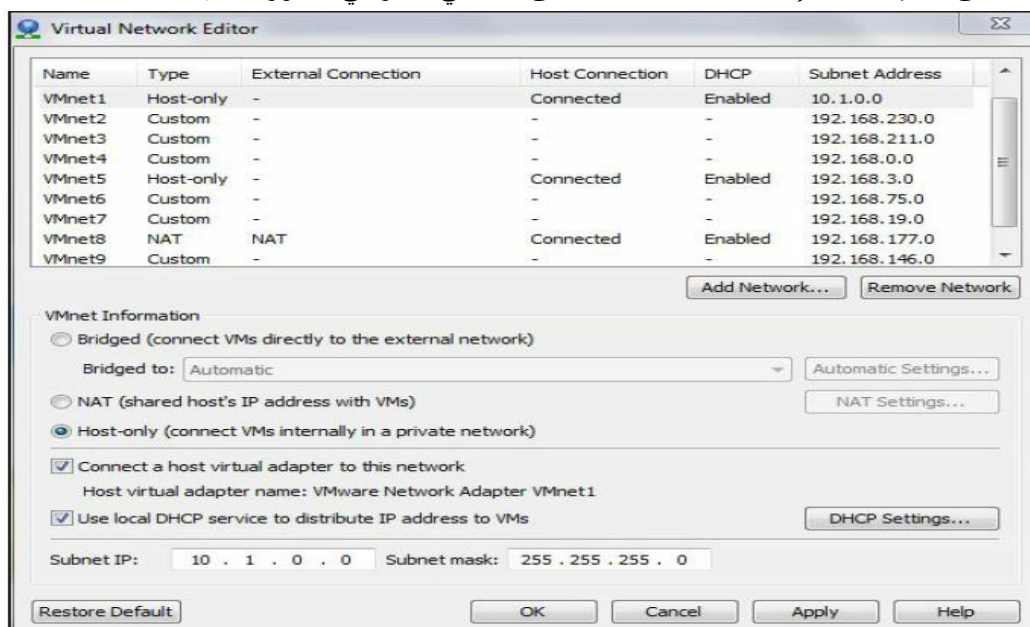 Virtual Network Editor
Name Type External Connection Host Connection DHCP Subnet Address
VMnet1 Host-only - Connected Enabled 10.1.0.0
VMnet2 Custom - - - 192.168.230.0
VMnet3 Custom - - - 192.168.211.0
VMnet4 Custom - - - 192.168.0.0
VMnet5 Host-only - Connected Enabled 192.168.3.0
VMnet6 Custom - - - 192.168.75.0
VMnet7 Custom - - - 192.168.19.0
VMnet8 NAT NAT Connected Enabled 192.168.177.0
VMnet9 Custom - - - 192.168.146.0
Add Network... Remove Network
VMnet Information
Bridged (connect VMs directly to the external network)
Bridged to: Automatic Automatic Settings...
NAT (shared host's IP address with VMs) NAT Settings...
Host-only (connect VMs internally in a private network)
Connect a host virtual adapter to this network
Host virtual adapter name: VMware Network Adapter VMnet1
Use local DHCP service to distribute IP address to VMs DHCP Settings...
Subnet IP: 10 . 1 . 0 . 0 Subnet mask: 255 . 255 . 255 . 0
Restore Default OK Cancel Apply Help